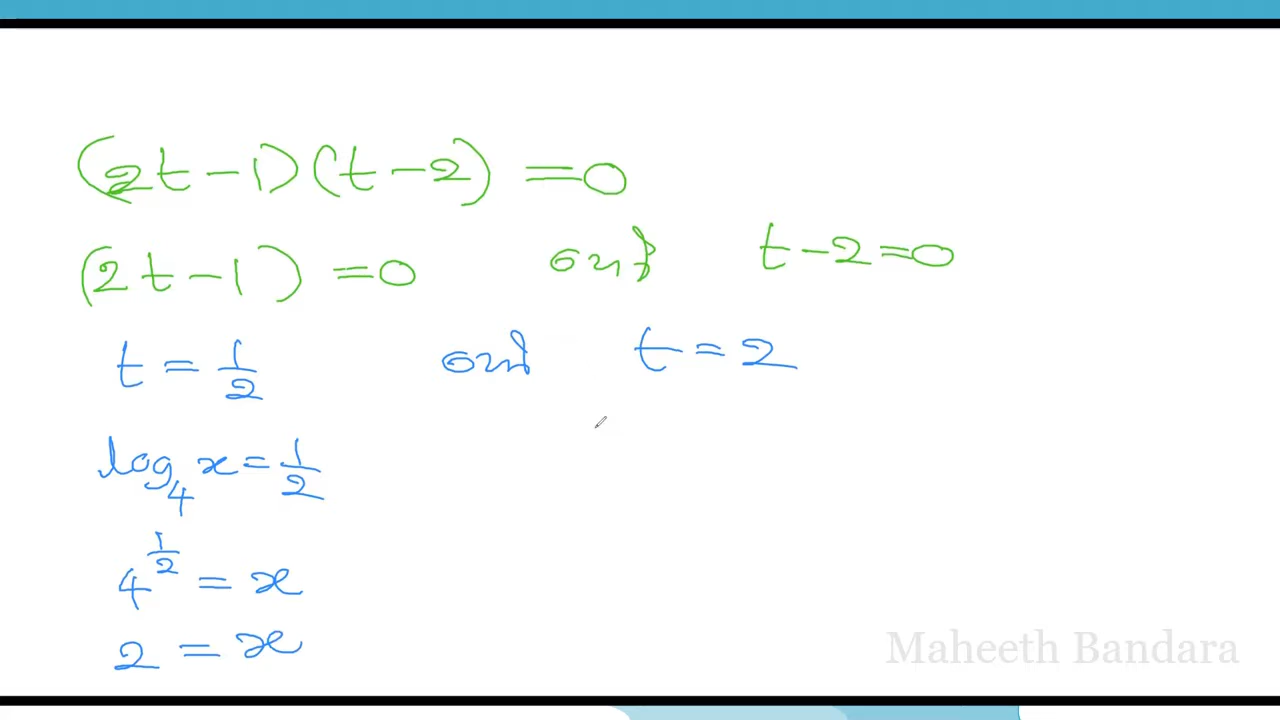 (2t-1)(t-2) = 0
(2t-1) = 0 හෝ t-2=0
t = 1/2 හෝ t = 2
log₄ x = 1/2
4^(1/2) = x
2 = x
Maheeth Bandara